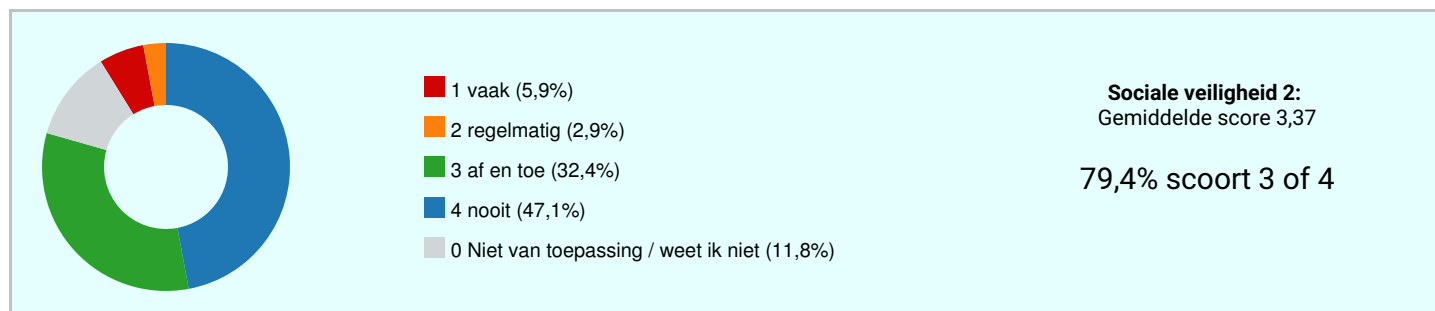 1 vaak (5,9%)
2 regelmatig (2,9%)
3 af en toe (32,4%)
4 nooit (47,1%)
0 Niet van toepassing / weet ik niet (11,8%)
Sociale veiligheid 2:
Gemiddelde score 3,37
79,4% scoort 3 of 4